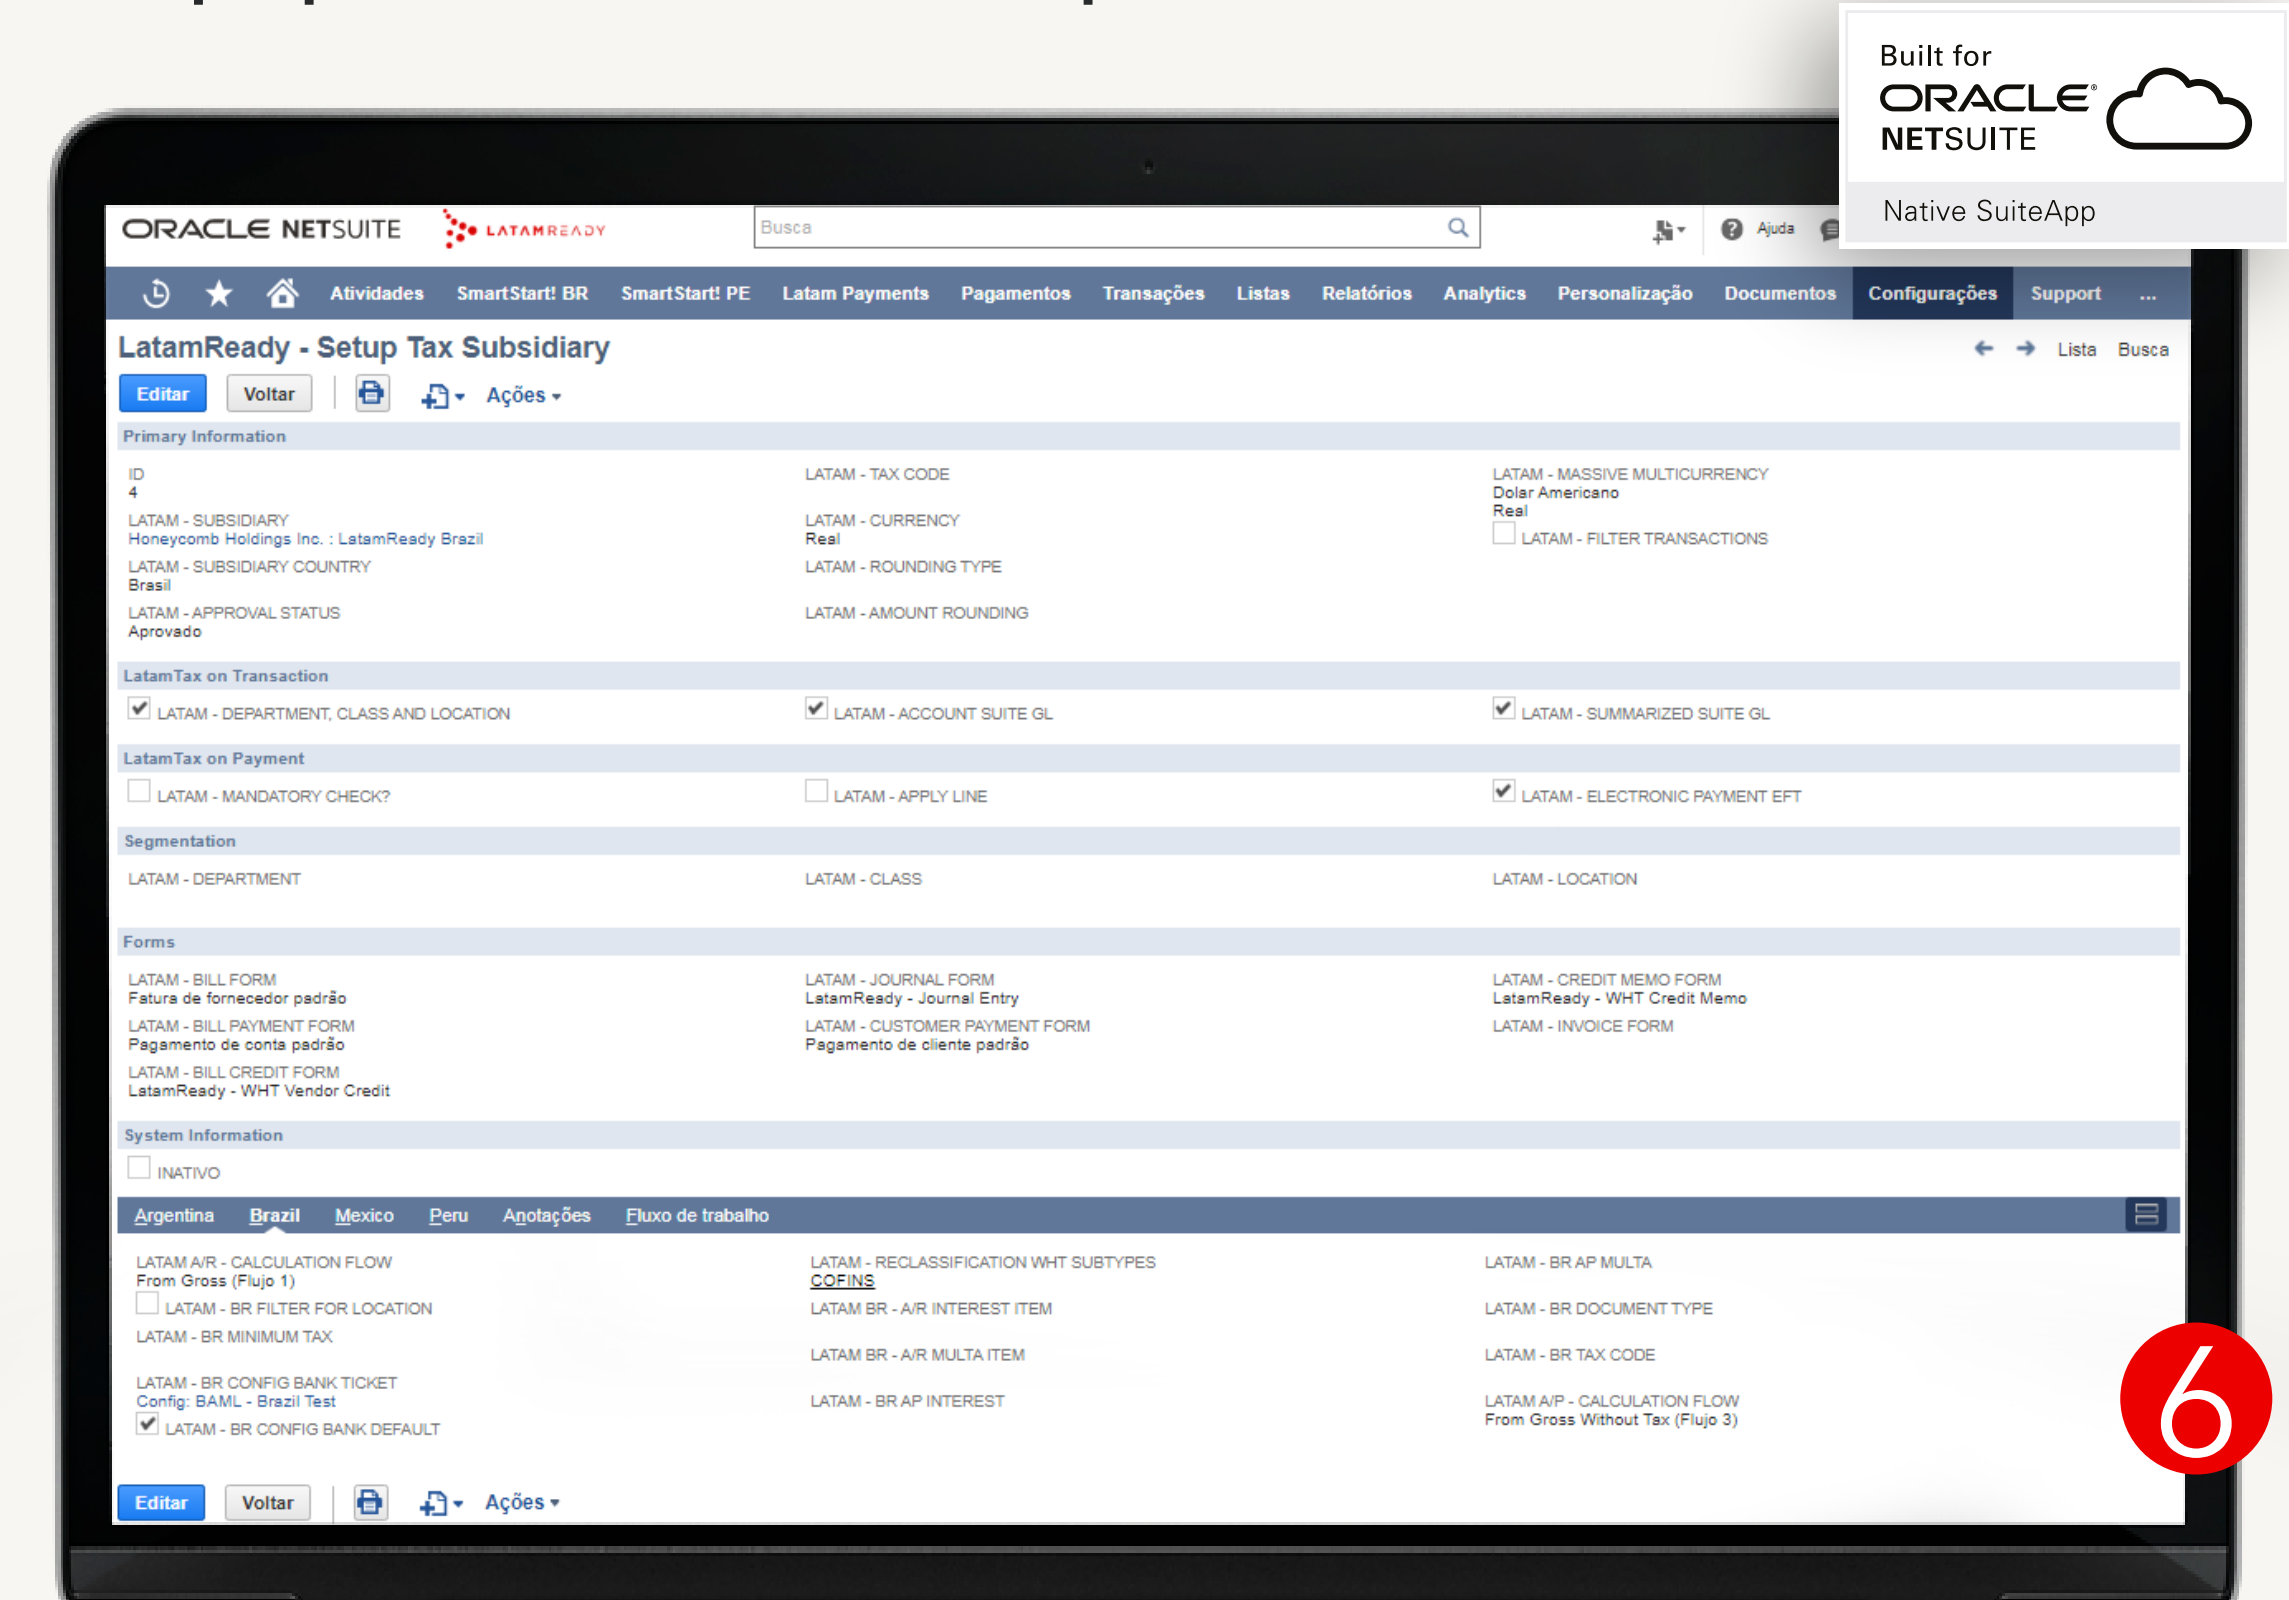 Built for
ORACLE®
NETSUITE
Native SuiteApp
ORACLE NETSUITE LATAMREADY Busca Ajuda
Atividades SmartStart! BR SmartStart! PE Latam Payments Pagamentos Transações Listas Relatórios Analytics Personalização Documentos Configurações Support ...
LatamReady - Setup Tax Subsidiary
Lista Busca
Editar Voltar Ações
Primary Information
ID LATAM - TAX CODE LATAM - MASSIVE MULTICURRENCY
4 Dolar Americano
Real
LATAM - SUBSIDIARY LATAM - CURRENCY
Honeycomb Holdings Inc. : LatamReady Brazil Real LATAM - FILTER TRANSACTIONS
LATAM - SUBSIDIARY COUNTRY LATAM - ROUNDING TYPE
Brasil
LATAM - APPROVAL STATUS LATAM - AMOUNT ROUNDING
Aprovado
LatamTax on Transaction
LATAM - DEPARTMENT, CLASS AND LOCATION LATAM - ACCOUNT SUITE GL LATAM - SUMMARIZED SUITE GL
LatamTax on Payment
LATAM - MANDATORY CHECK? LATAM - APPLY LINE LATAM - ELECTRONIC PAYMENT EFT
Segmentation
LATAM - DEPARTMENT LATAM - CLASS LATAM - LOCATION
Forms
LATAM - BILL FORM LATAM - JOURNAL FORM LATAM - CREDIT MEMO FORM
Fatura de fornecedor padrão LatamReady - Journal Entry LatamReady - WHT Credit Memo
LATAM - BILL PAYMENT FORM LATAM - CUSTOMER PAYMENT FORM LATAM - INVOICE FORM
Pagamento de conta padrão Pagamento de cliente padrão
LATAM - BILL CREDIT FORM
LatamReady - WHT Vendor Credit
System Information
INATIVO
Argentina Brazil Mexico Peru Anotações Fluxo de trabalho
LATAM A/R - CALCULATION FLOW LATAM - RECLASSIFICATION WHT SUBTYPES LATAM - BR AP MULTA
From Gross (Flujo 1) COFINS
LATAM - BR FILTER FOR LOCATION LATAM BR - A/R INTEREST ITEM LATAM - BR DOCUMENT TYPE
LATAM - BR MINIMUM TAX
LATAM BR - A/R MULTA ITEM LATAM - BR TAX CODE
LATAM - BR CONFIG BANK TICKET
Config: BAML - Brazil Test LATAM - BR AP INTEREST LATAM A/P - CALCULATION FLOW
From Gross Without Tax (Flujo 3)
LATAM - BR CONFIG BANK DEFAULT
6
Editar Voltar Ações